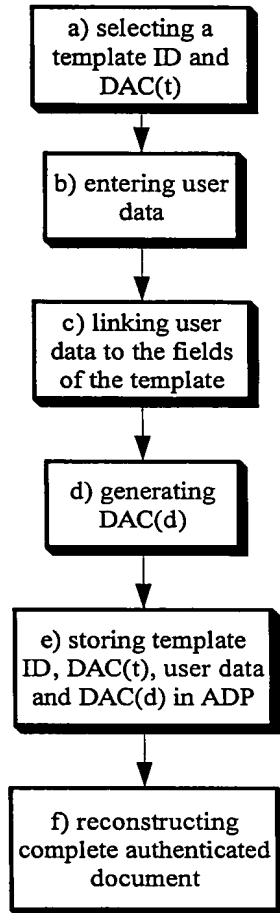 a) selecting a
template ID and
DAC(t)
b) entering user
data
c) linking user
data to the fields
of the template
d) generating
DAC(d)
e) storing template
ID, DAC(t), user data
and DAC(d) in ADP
f) reconstructing
complete authenticated
document